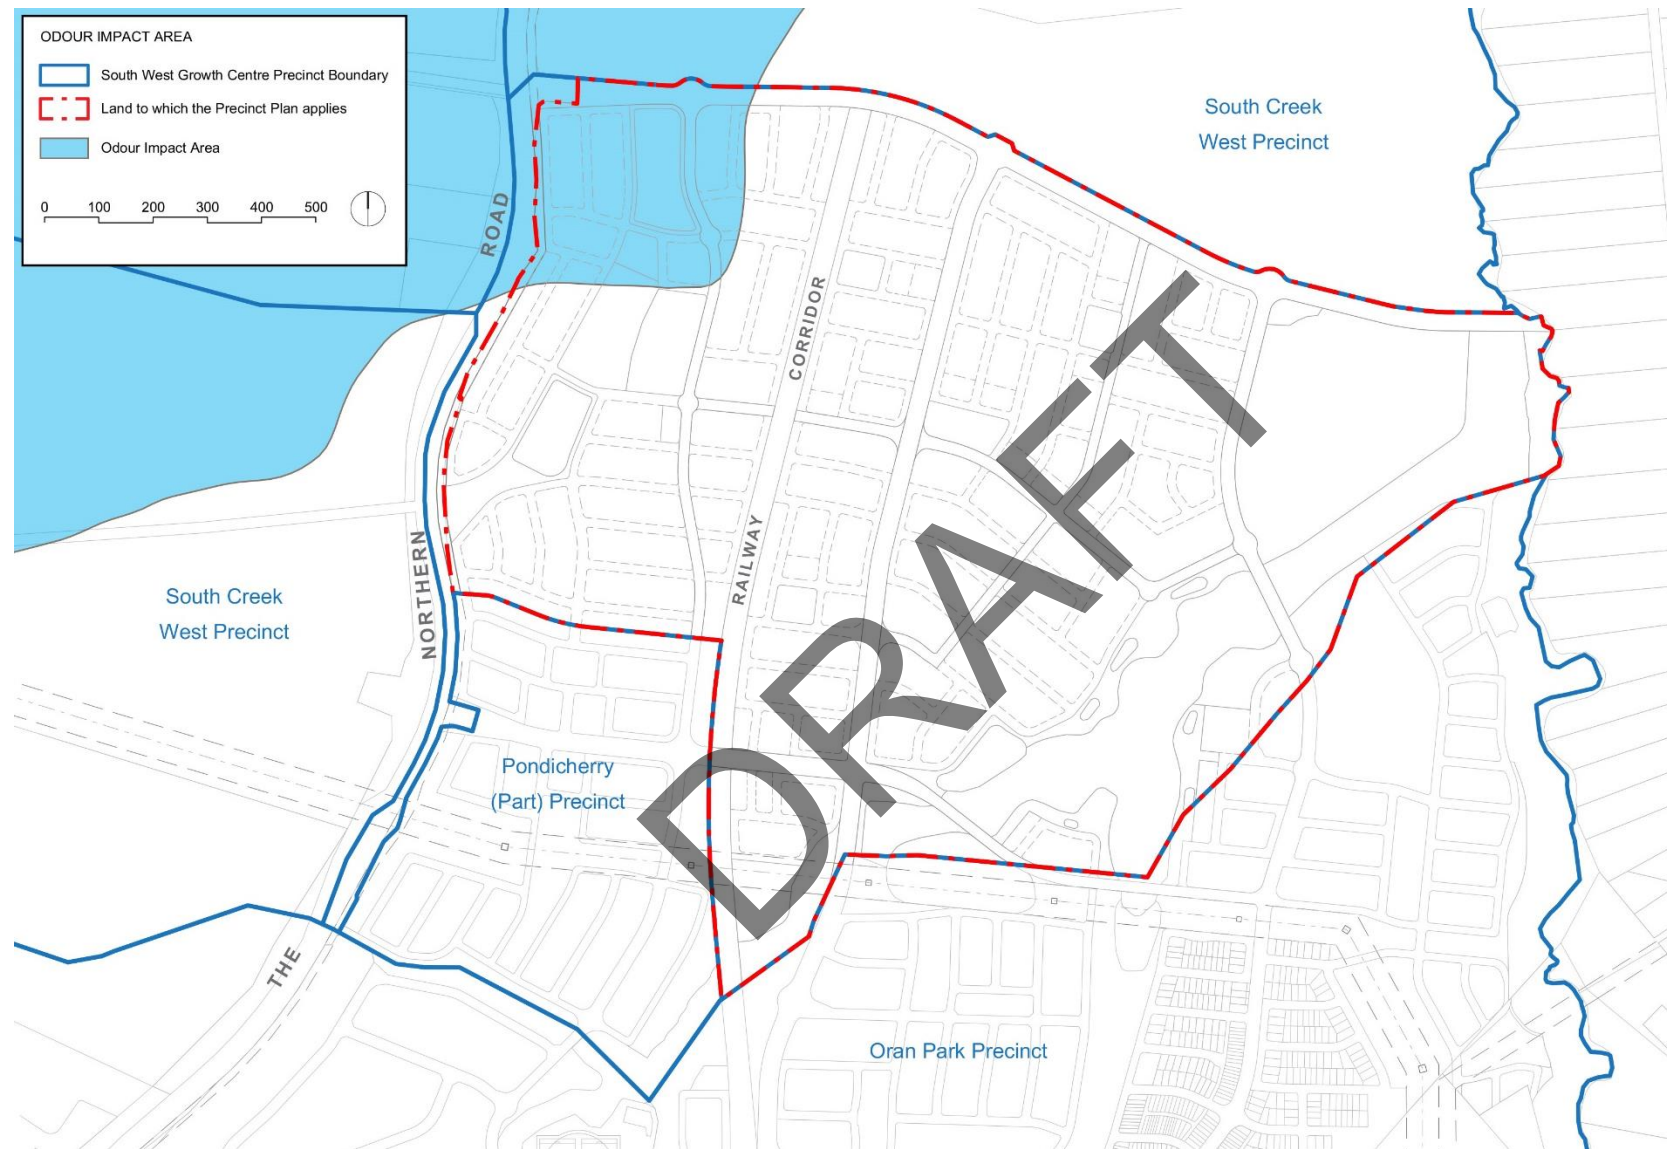 ODOUR IMPACT AREA
South West Growth Centre Precinct Boundary
Land to which the Precinct Plan applies
Odour Impact Area
0 100 200 300 400 500
South Creek
West Precinct
ROAD
CORRIDOR
RAILWAY
NORTHERN
South Creek
West Precinct
Pondicherry
(Part) Precinct
DRAFT
THE
Oran Park Precinct